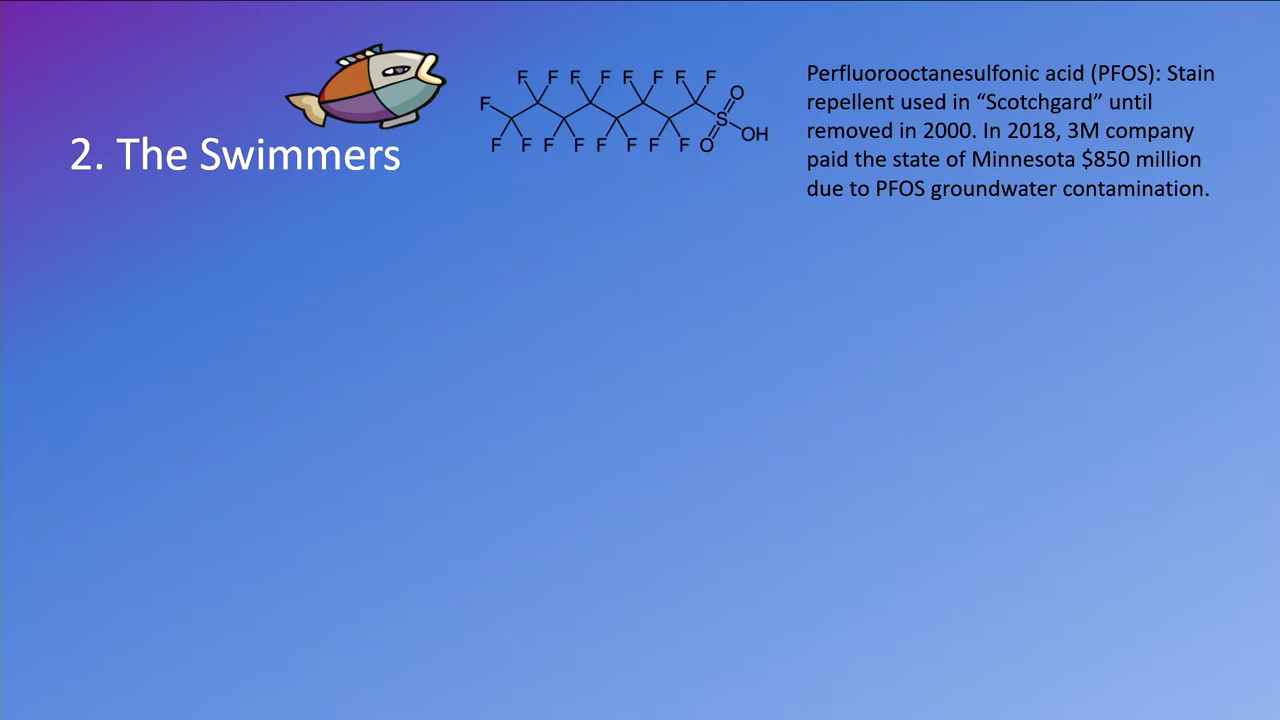 2. The Swimmers
F F F F F F F F
F
F F F F F F F F
O
S
OH
O
Perfluorooctanesulfonic acid (PFOS): Stain
repellent used in “Scotchgard” until
removed in 2000. In 2018, 3M company
paid the state of Minnesota $850 million
due to PFOS groundwater contamination.